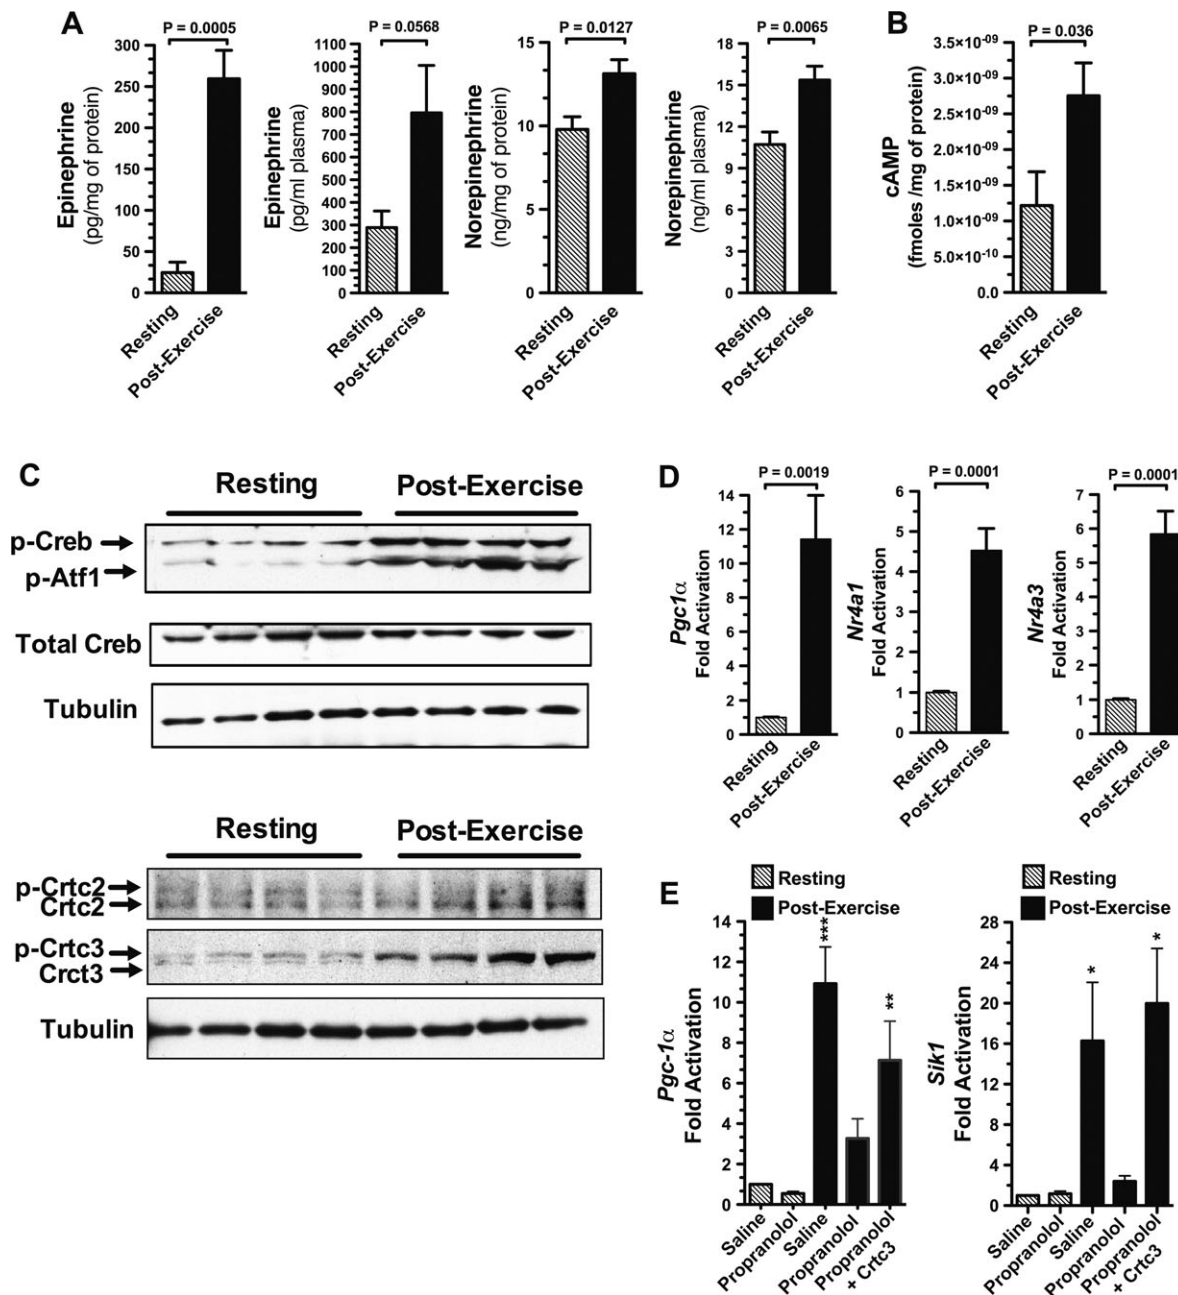 A
P = 0.0005
Epinephrine
(pg/mg of protein)
300
250
200
150
100
50
0
Resting
Post-Exercise
P = 0.0568
Epinephrine
(pg/ml plasma)
1100
1000
900
800
700
600
500
400
300
200
100
0
Resting
Post-Exercise
P = 0.0127
Norepinephrine
(ng/mg of protein)
15
10
5
0
Resting
Post-Exercise
P = 0.0065
Norepinephrine
(ng/ml plasma)
18
15
12
9
6
3
0
Resting
Post-Exercise
B
P = 0.036
cAMP
(fmoles /mg of protein)
3.5×10⁻⁰⁹
3.0×10⁻⁰⁹
2.5×10⁻⁰⁹
2.0×10⁻⁰⁹
1.5×10⁻⁰⁹
1.0×10⁻⁰⁹
5.0×10⁻¹⁰
0.0
Resting
Post-Exercise
C
Resting
Post-Exercise
p-Creb
p-Atf1
Total Creb
Tubulin
Resting
Post-Exercise
p-Crtc2
Crtc2
p-Crtc3
Crct3
Tubulin
D
P = 0.0019
Pgc1α
Fold Activation
14
12
10
8
6
4
2
0
Resting
Post-Exercise
P = 0.0001
Nr4a1
Fold Activation
6
5
4
3
2
1
0
Resting
Post-Exercise
P = 0.0001
Nr4a3
Fold Activation
7
6
5
4
3
2
1
0
Resting
Post-Exercise
E
Resting
Post-Exercise
Pgc-1α
Fold Activation
14
12
10
8
6
4
2
0
***
**
Saline
Propranolol
Saline
Propranolol
Propranolol
+ Crtc3
Resting
Post-Exercise
Sik1
Fold Activation
28
24
20
16
12
8
4
0
*
*
Saline
Propranolol
Saline
Propranolol
Propranolol
+ Crtc3